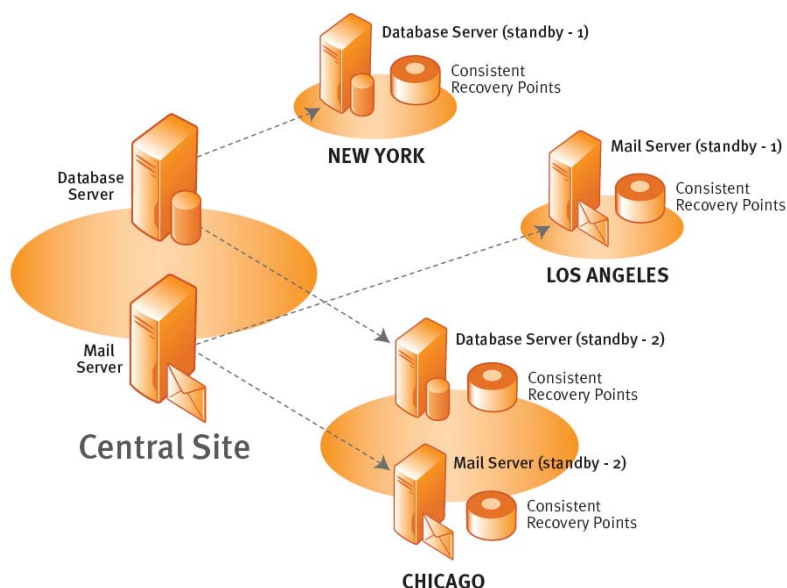 Database Server (standby - 1)
Consistent
Recovery Points
NEW YORK
Database
Server
Mail Server (standby - 1)
Consistent
Recovery Points
LOS ANGELES
Mail
Server
Central Site
Database Server (standby - 2)
Consistent
Recovery Points
Mail Server (standby - 2)
Consistent
Recovery Points
CHICAGO